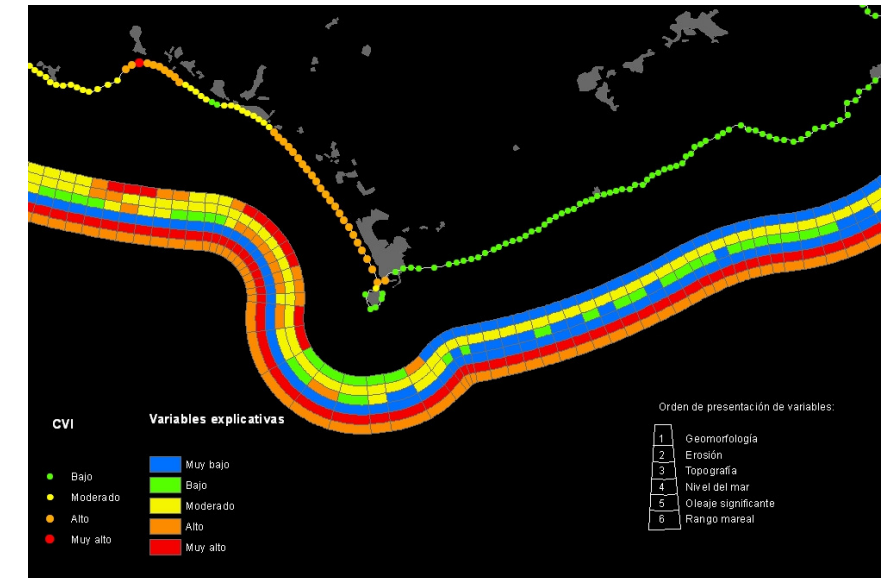 CVI
Bajo
Moderado
Alto
Muy alto
Variables explicativas
Muy bajo
Bajo
Moderado
Alto
Muy alto
Orden de presentación de variables:
1 Geomorfología
2 Erosión
3 Topografía
4 Nivel del mar
5 Oleaje significante
6 Rango mareal